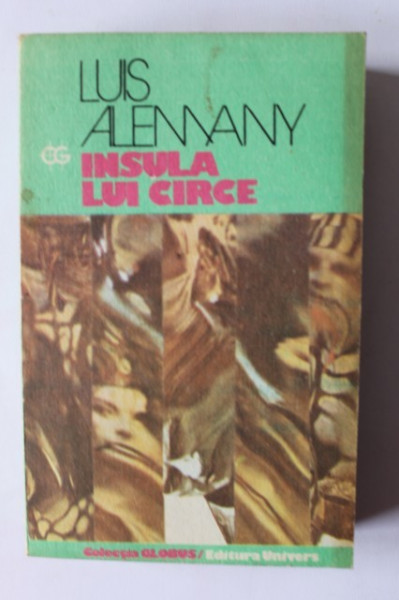 LUIS
ALEMANY
CG INSULA
LUI CIRCE
Colecția GLOBUS / Editura Univers